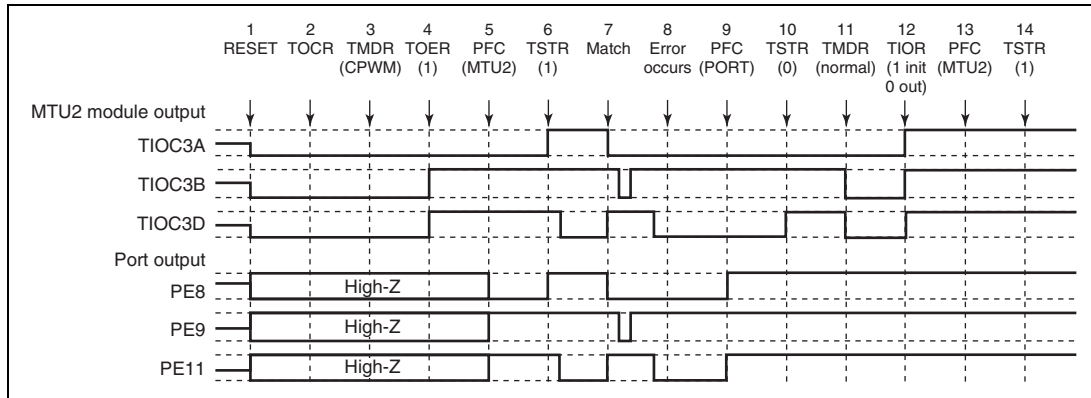 1 2 3 4 5 6 7 8 9 10 11 12 13 14
RESET TOCR TMDR TOER PFC TSTR Match Error PFC TSTR TMDR TIOR PFC TSTR
(CPWM) (1) (MTU2) (1) occurs (PORT) (0) (normal) (1 init (MTU2) (1)
0 out)
MTU2 module output
TIOC3A
TIOC3B
TIOC3D
Port output
PE8 High-Z
PE9 High-Z
PE11 High-Z